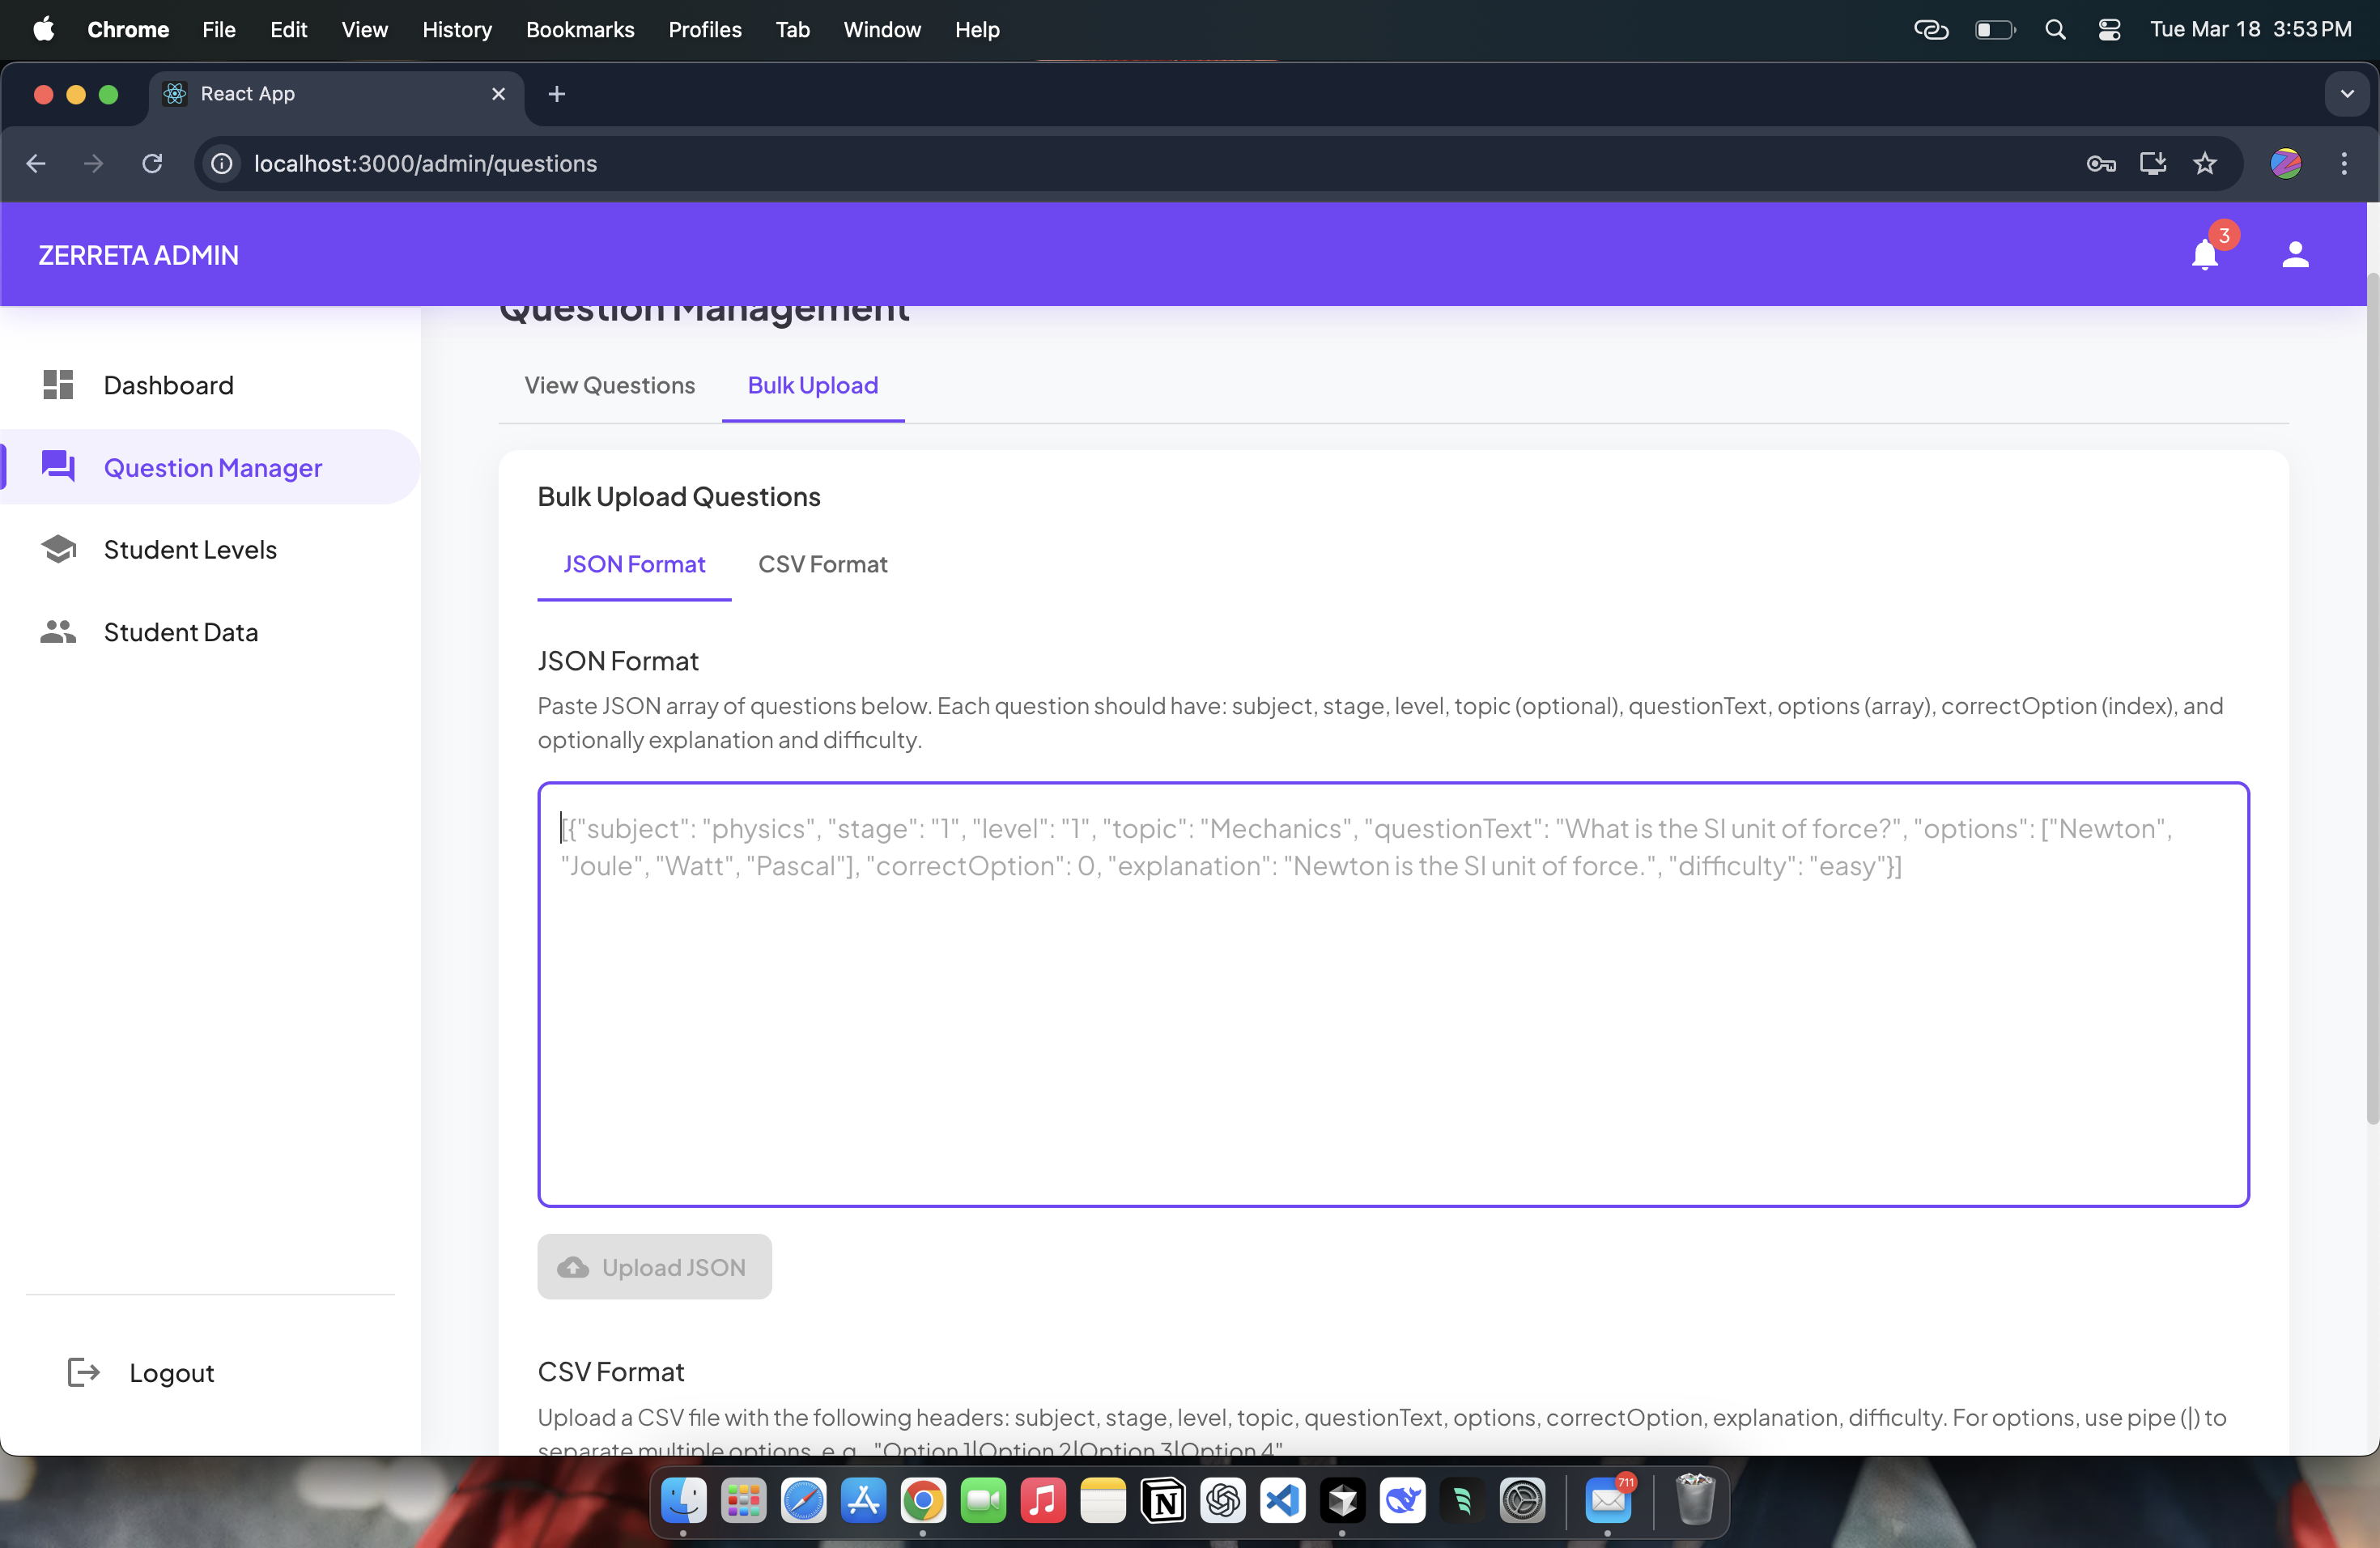 Chrome File Edit View History Bookmarks Profiles Tab Window Help Tue Mar 18 3:53 PM
React App
localhost:3000/admin/questions
ZERRETA ADMIN
3
Question Management
Dashboard
View Questions Bulk Upload
Question Manager
Bulk Upload Questions
Student Levels
JSON Format CSV Format
Student Data
JSON Format
Paste JSON array of questions below. Each question should have: subject, stage, level, topic (optional), questionText, options (array), correctOption (index), and
optionally explanation and difficulty.
[{"subject": "physics", "stage": "1", "level": "1", "topic": "Mechanics", "questionText": "What is the SI unit of force?", "options": ["Newton",
"Joule", "Watt", "Pascal"], "correctOption": 0, "explanation": "Newton is the SI unit of force.", "difficulty": "easy"}]
Upload JSON
Logout
CSV Format
Upload a CSV file with the following headers: subject, stage, level, topic, questionText, options, correctOption, explanation, difficulty. For options, use pipe (|) to
separate multiple options, e.g., "Option 1|Option 2|Option 3|Option 4"
711